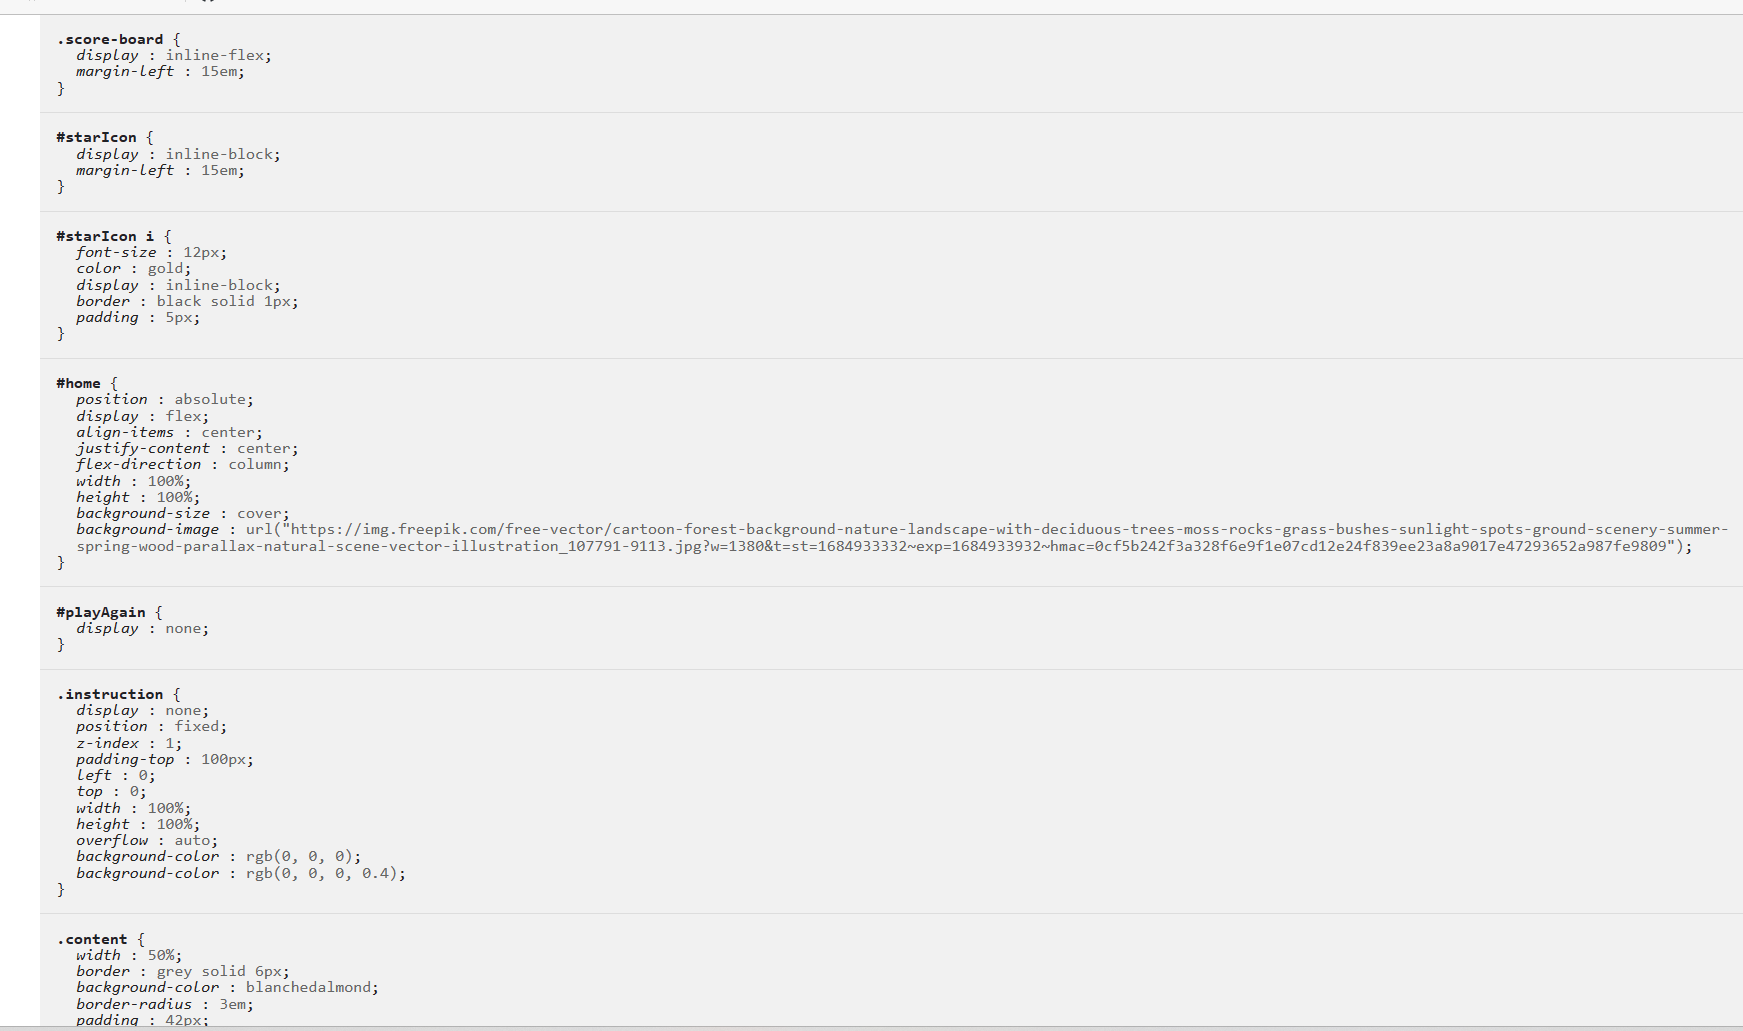 .score-board {
display : inline-flex;
margin-left : 15em;
}
#starIcon {
display : inline-block;
margin-left : 15em;
}
#starIcon i {
font-size : 12px;
color : gold;
display : inline-block;
border : black solid 1px;
padding : 5px;
}
#home {
position : absolute;
display : flex;
align-items : center;
justify-content : center;
flex-direction : column;
width : 100%;
height : 100%;
background-size : cover;
background-image : url("https://img.freepik.com/free-vector/cartoon-forest-background-nature-landscape-with-deciduous-trees-moss-rocks-grass-bushes-sunlight-spots-ground-scenery-summer-
spring-wood-parallax-natural-scene-vector-illustration_107791-9113.jpg?w=1380&t=st=1684933332~exp=1684933932~hmac=0cf5b242f3a328f6e9f1e07cd12e24f839ee23a8a9017e47293652a987fe9809");
}
#playAgain {
display : none;
}
.instruction {
display : none;
position : fixed;
z-index : 1;
padding-top : 100px;
left : 0;
top : 0;
width : 100%;
height : 100%;
overflow : auto;
background-color : rgb(0, 0, 0);
background-color : rgb(0, 0, 0, 0.4);
}
.content {
width : 50%;
border : grey solid 6px;
background-color : blanchedalmond;
border-radius : 3em;
padding : 42px;